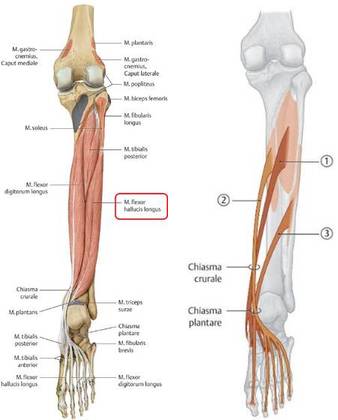 M. gastro-
cnemius,
Caput mediale
M. plantaris
M. gastro-
cnemius,
Caput laterale
M. popliteus
M. biceps femoris
M. fibularis
longus
M. soleus
M. tibialis
posterior
M. flexor
digitorum longus
M. flexor
hallucis longus
Chiasma
crurale
M. plantaris
M. triceps
surae
Chiasma
plantare
M. tibialis
posterior
M. fibularis
brevis
M. tibialis
anterior
M. flexor
hallucis longus
M. flexor
digitorum longus
1
2
3
Chiasma
crurale
Chiasma
plantare